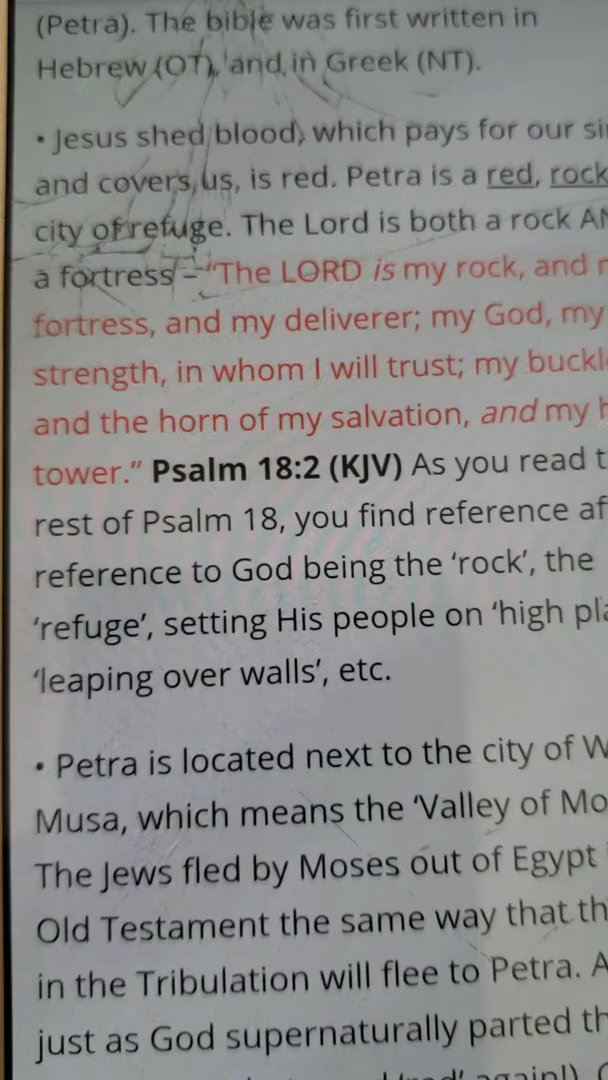 (Petra). The bible was first written in
Hebrew (OT), and in Greek (NT).
• Jesus shed blood, which pays for our
and covers us, is red. Petra is a red, rock
city of refuge. The Lord is both a rock
a fortress – “The LORD is my rock, and
fortress, and my deliverer; my God, my
strength, in whom I will trust; my
and the horn of my salvation, and my
tower.” Psalm 18:2 (KJV) As you read
rest of Psalm 18, you find reference
reference to God being the ‘rock’, the
‘refuge’, setting His people on ‘high
‘leaping over walls’, etc.
• Petra is located next to the city of
Musa, which means the ‘Valley of
The Jews fled by Moses out of Egypt
Old Testament the same way that
in the Tribulation will flee to Petra.
just as God supernaturally parted
again!)